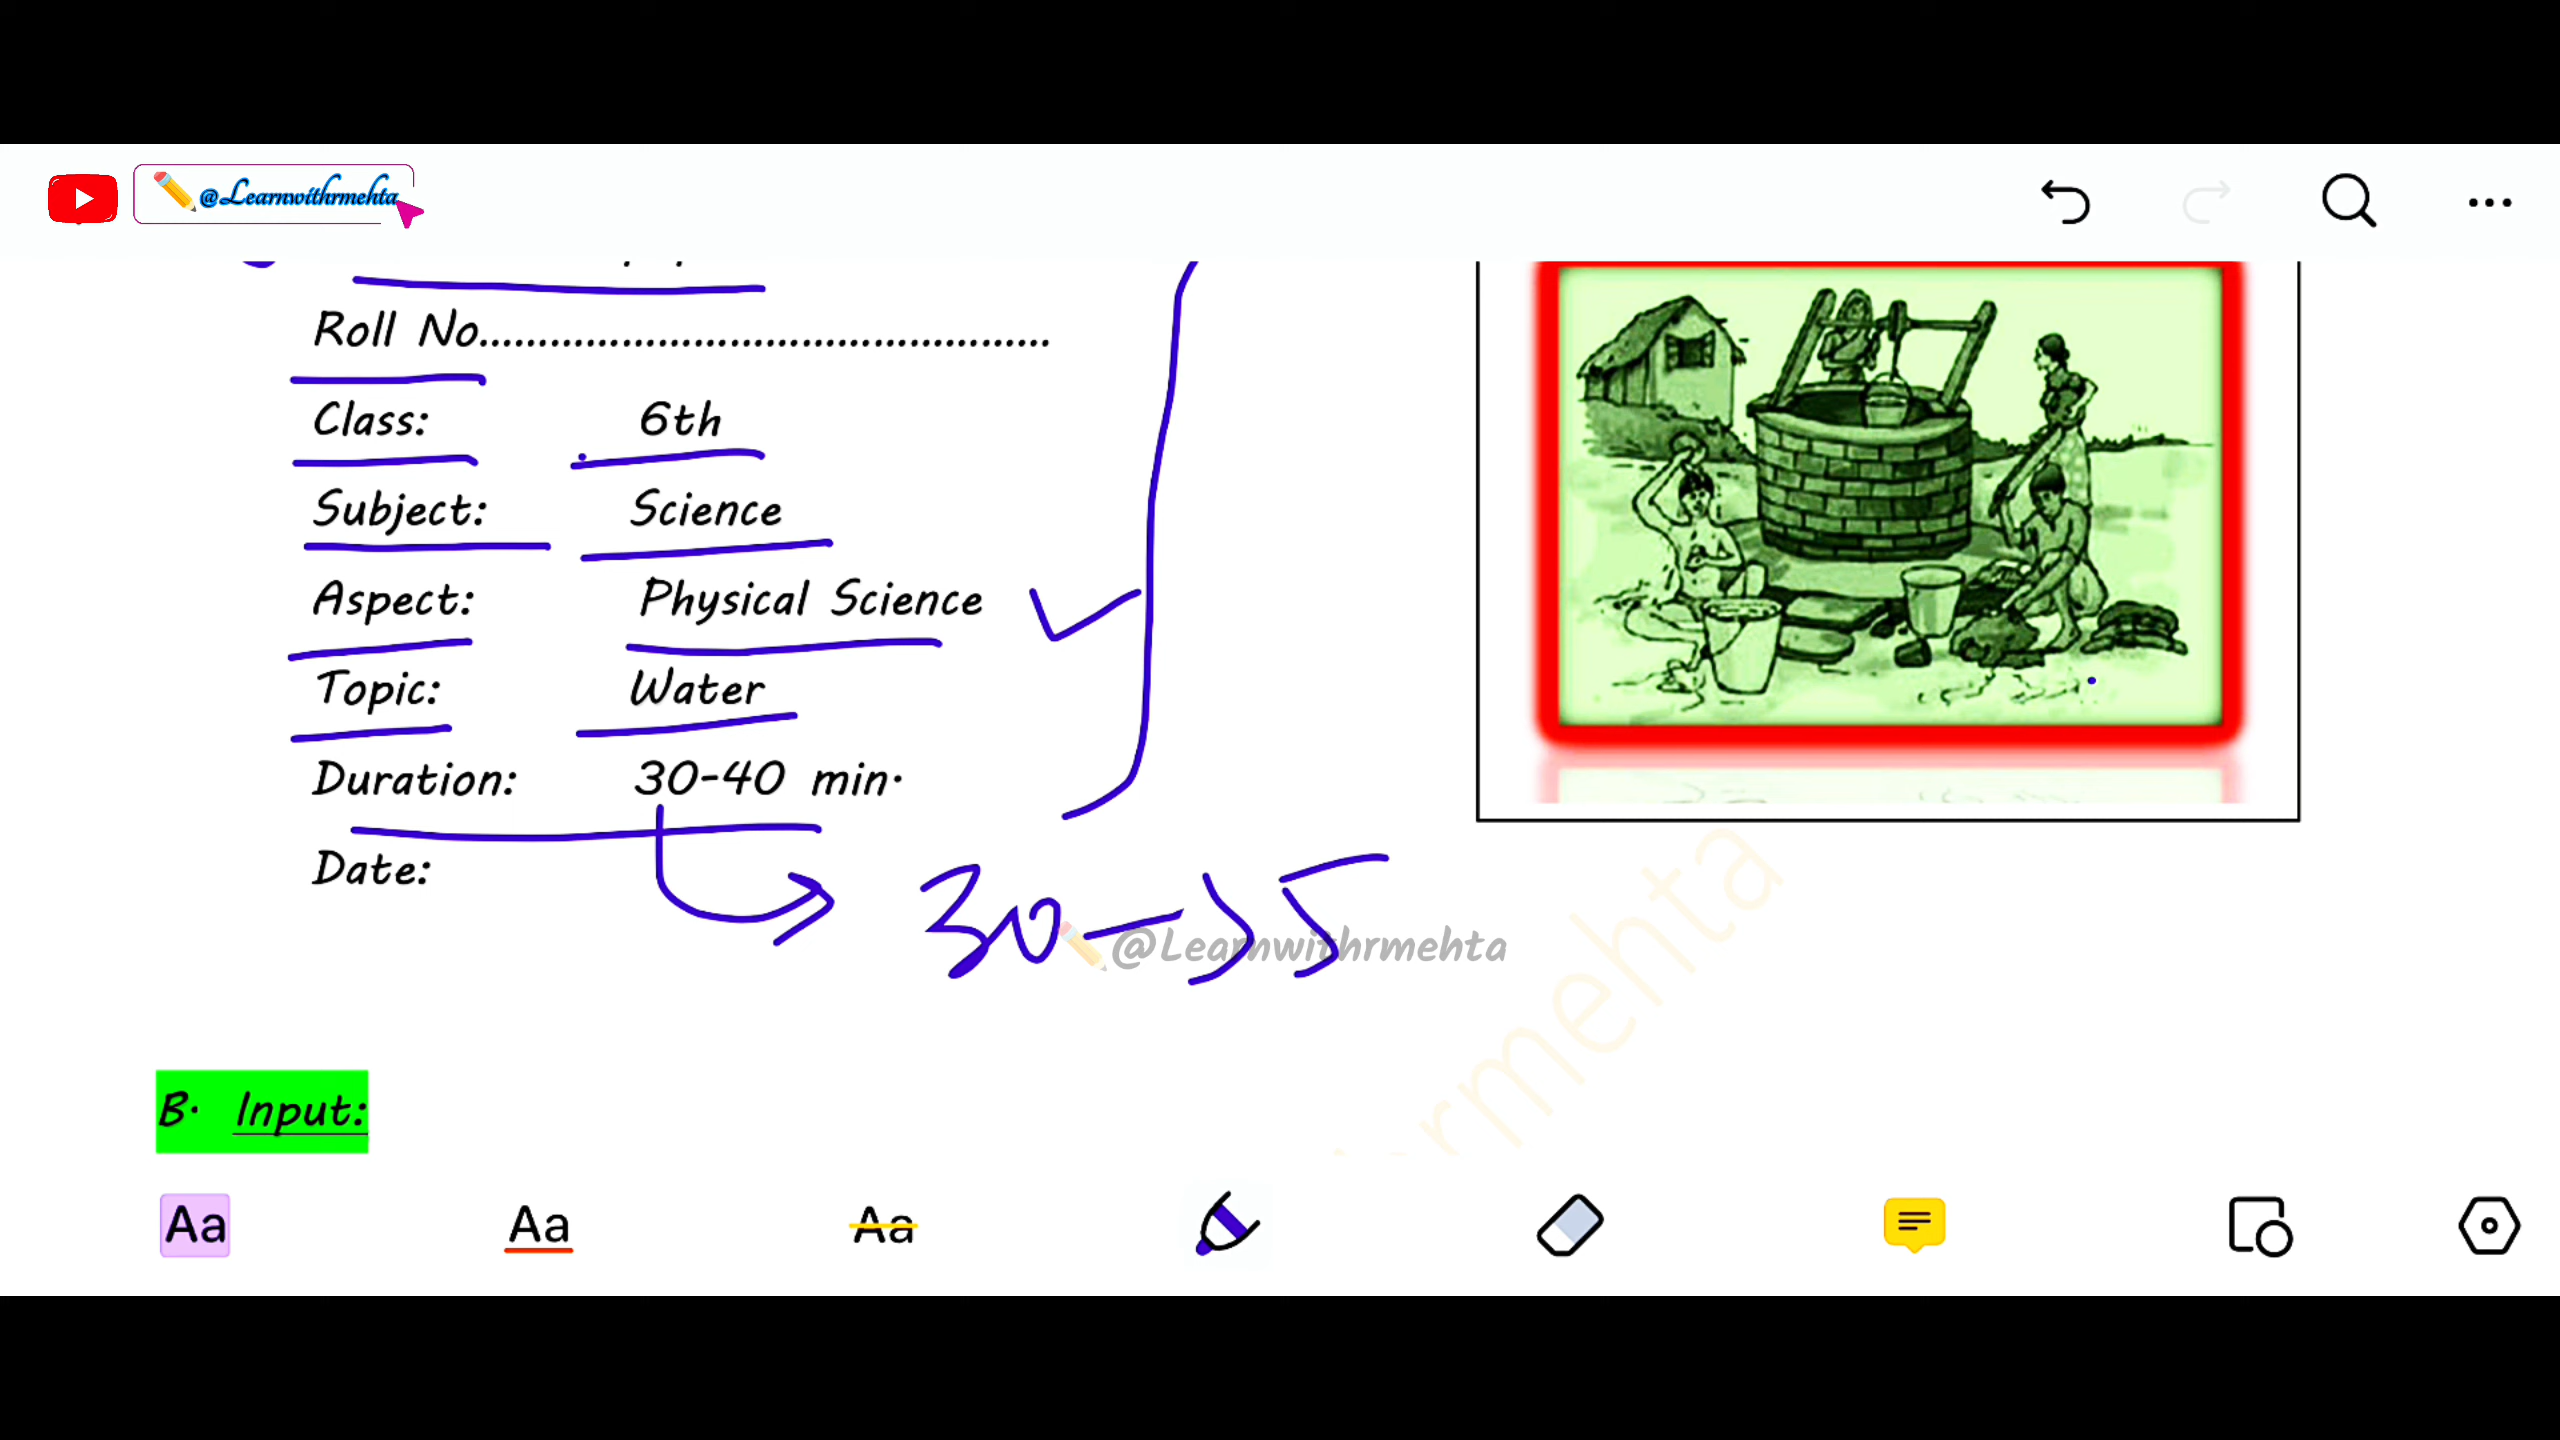 @Learnwithrmehta
Roll No.................................................
Class: 6th
Subject: Science
Aspect: Physical Science
Topic: Water
Duration: 30-40 min.
Date:
30-35
@Learnwithrmehta
rmehta
B. Input:
Aa Aa Aa